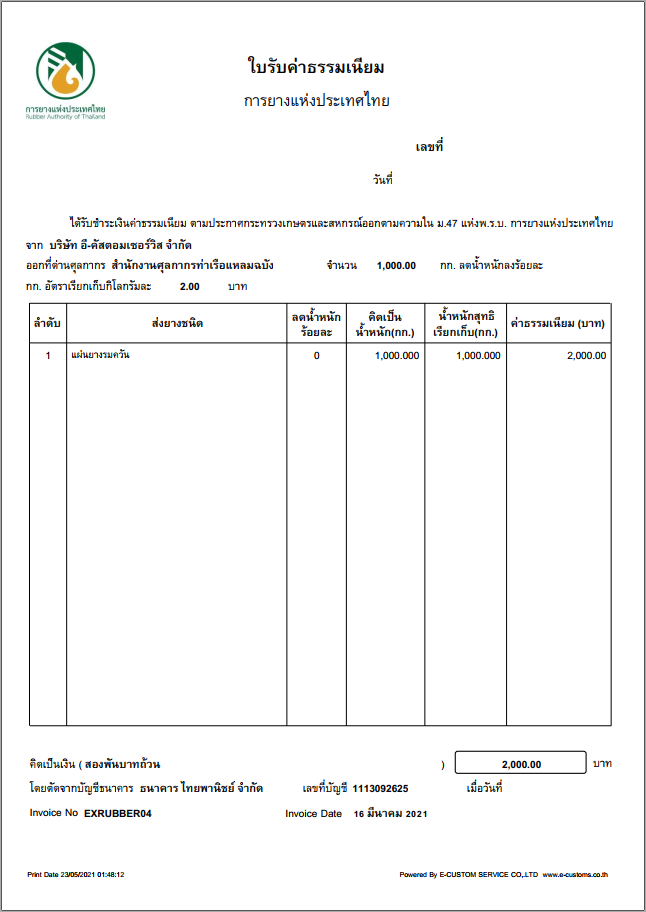 ใบรับค่าธรรมเนียม
การยางแห่งประเทศไทย
การยางแห่งประเทศไทย
Rubber Authority of Thailand
เลขที่
วันที่
ได้รับชำระเงินค่าธรรมเนียม ตามประกาศกระทรวงเกษตรและสหกรณ์ออกตามความใน ม.47 แห่งพ.ร.บ. การยางแห่งประเทศไทย
จาก บริษัท อี-คัสตอมเซอร์วิส จำกัด
ออกที่ด่านศุลกากร สำนักงานศุลกากรท่าเรือแหลมฉบัง จำนวน 1,000.00 กก. ลดน้ำหนักลงร้อยละ
กก. อัตราเรียกเก็บกิโลกรัมละ 2.00 บาท
ลำดับ ส่งยางชนิด ลดน้ำหนัก ร้อยละ คิดเป็น น้ำหนัก(กก.) น้ำหนักสุทธิ เรียกเก็บ(กก.) ค่าธรรมเนียม (บาท)
1 แผ่นยางรมควัน 0 1,000.000 1,000.000 2,000.00
คิดเป็นเงิน ( สองพันบาทถ้วน ) 2,000.00 บาท
โดยตัดจากบัญชีธนาคาร ธนาคาร ไทยพานิชย์ จำกัด เลขที่บัญชี 1113092625 เมื่อวันที่
Invoice No EXRUBBER04 Invoice Date 16 มีนาคม 2021
Print Date 23/05/2021 01:48:12 Powered By E-CUSTOM SERVICE CO,.LTD www.e-customs.co.th